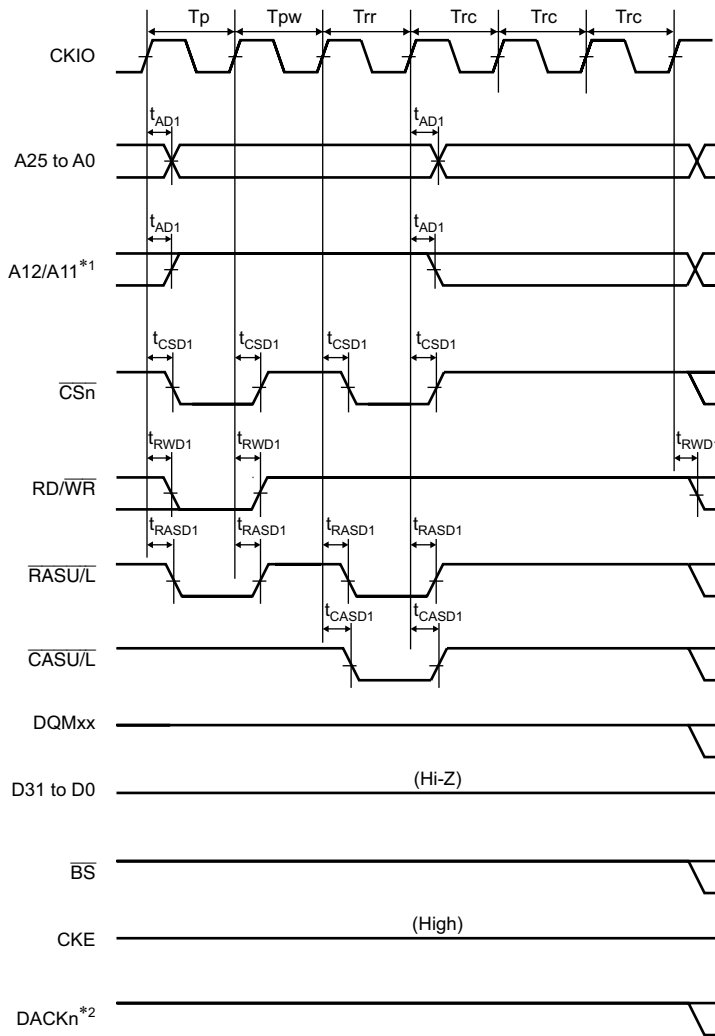 Tp Tpw Trr Trc Trc Trc
CKIO
tAD1 tAD1
A25 to A0
tAD1 tAD1
A12/A11*1
tCSD1 tCSD1 tCSD1 tCSD1
CSn
tRWD1 tRWD1 tRWD1
RD/WR
tRASD1 tRASD1 tRASD1 tRASD1
RASU/L
tCASD1 tCASD1
CASU/L
DQMxx
(Hi-Z)
D31 to D0
BS
(High)
CKE
DACKn*2